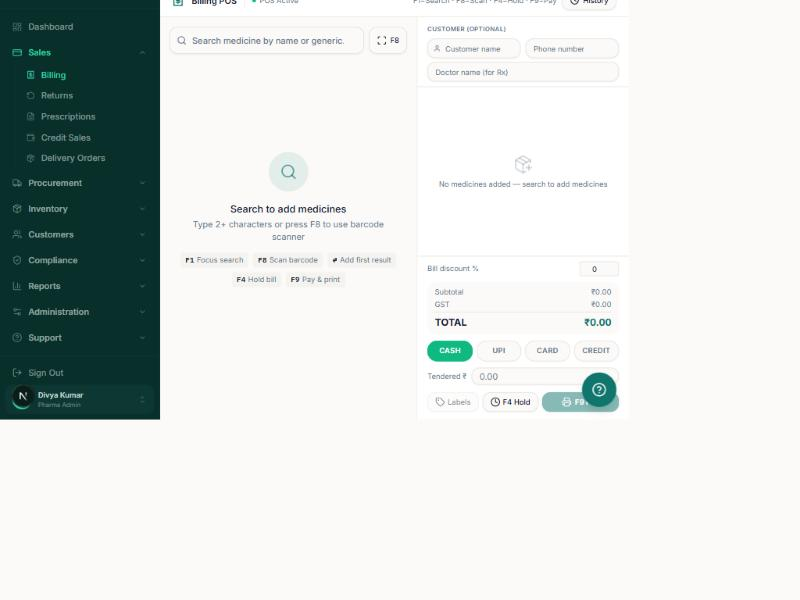 Billing POS
POS Active
F1=Search · F8=Scan · F4=Hold · F9=Pay
History
Dashboard
Sales
Billing
Returns
Prescriptions
Credit Sales
Delivery Orders
Procurement
Inventory
Customers
Compliance
Reports
Administration
Support
Sign Out
N
Divya Kumar
Pharma Admin
Search medicine by name or generic.
F8
Search to add medicines
Type 2+ characters or press F8 to use barcode
scanner
F1 Focus search
F8 Scan barcode
↵ Add first result
F4 Hold bill
F9 Pay & print
CUSTOMER (OPTIONAL)
Customer name
Phone number
Doctor name (for Rx)
No medicines added — search to add medicines
Bill discount %
0
Subtotal
₹0.00
GST
₹0.00
TOTAL
₹0.00
CASH
UPI
CARD
CREDIT
Tendered ₹
0.00
Labels
F4 Hold
F9